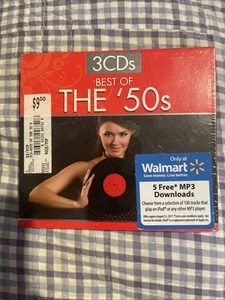 3CDs
BEST OF
THE '50s
$9.00
Only at
Walmart
Save money. Live better.
5 Free* MP3
Downloads
Choose from a selection of 100 tracks that
play on iPod® or any other MP3 player.